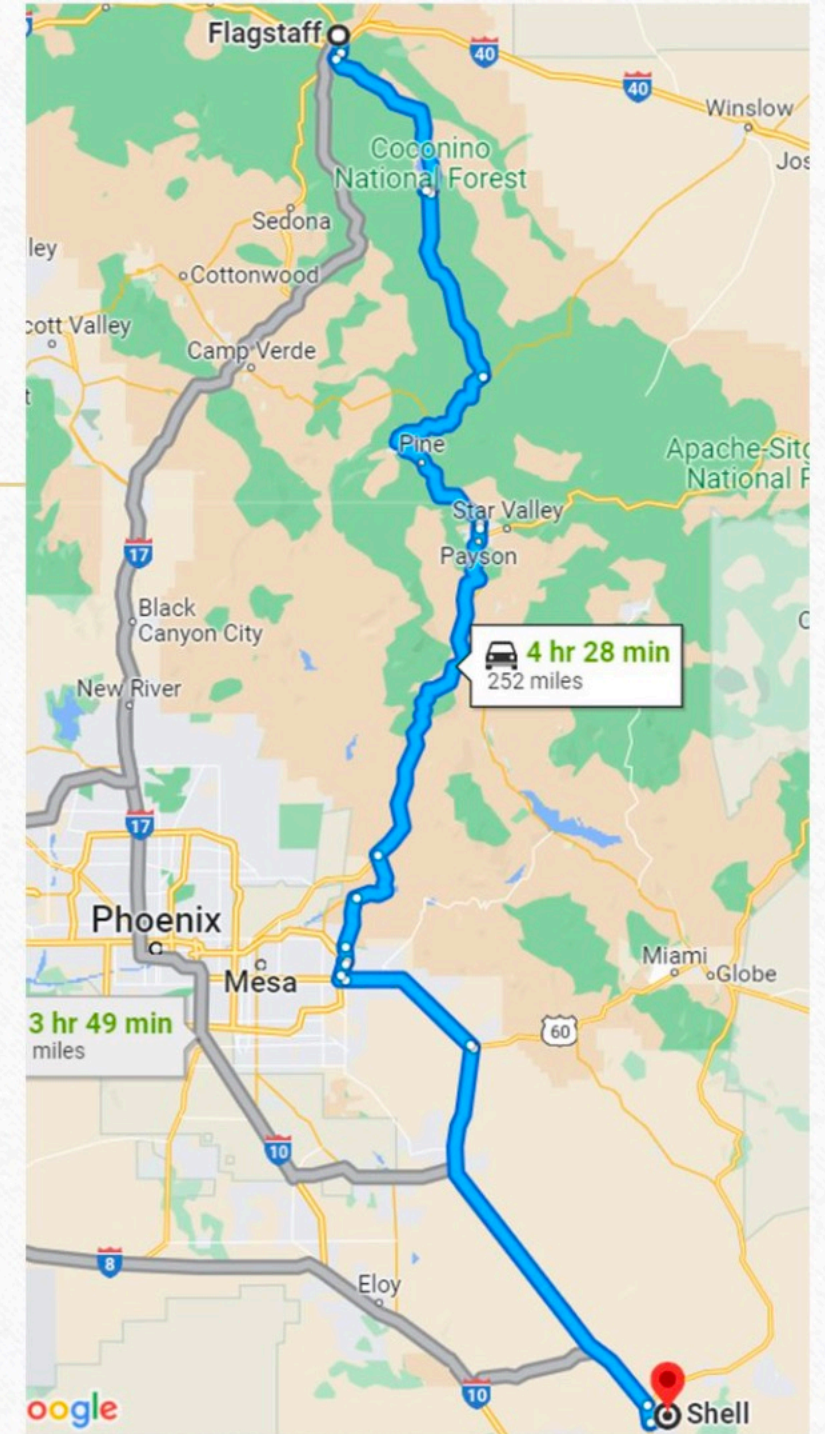 Flagstaff
40
40
Winslow
Jos
Coconino
National Forest
Sedona
ley
Cottonwood
cott Valley
Camp Verde
t
Pine
Apache-Sitg
National F
Star Valley
Payson
17
Black
Canyon City
C
4 hr 28 min
252 miles
New River
17
Phoenix
Mesa
Miami
Globe
3 hr 49 min
miles
60
10
8
Eloy
10
Shell
oogle